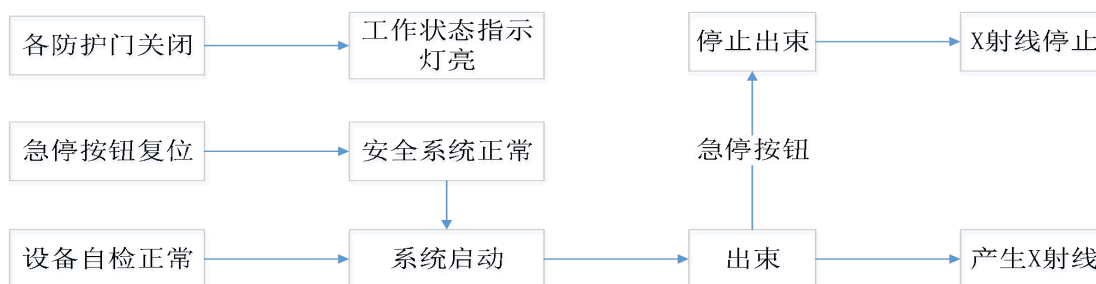 各防护门关闭
工作状态指示
灯亮
停止出束
X射线停止
急停按钮复位
安全系统正常
急停按钮
设备自检正常
系统启动
出束
产生X射线